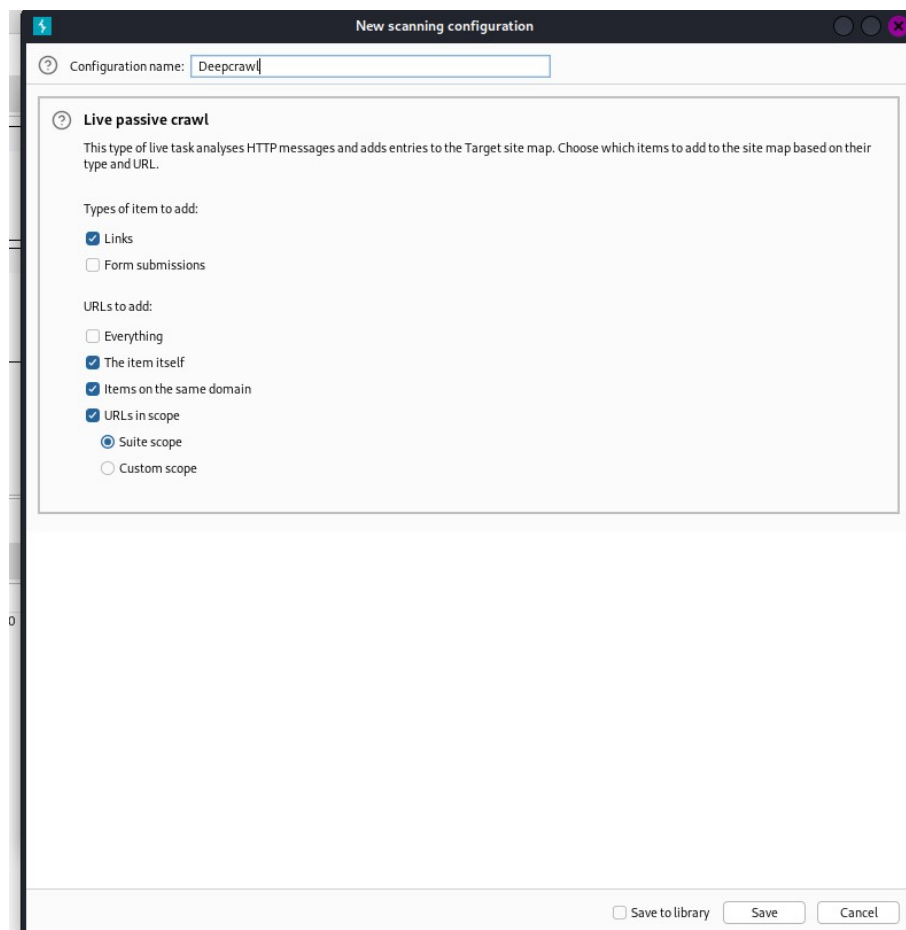 New scanning configuration
Configuration name: Deepcrawl
Live passive crawl
This type of live task analyses HTTP messages and adds entries to the Target site map. Choose which items to add to the site map based on their
type and URL.
Types of item to add:
Links
Form submissions
URLs to add:
Everything
The item itself
Items on the same domain
URLs in scope
Suite scope
Custom scope
0
Save to library
Save
Cancel